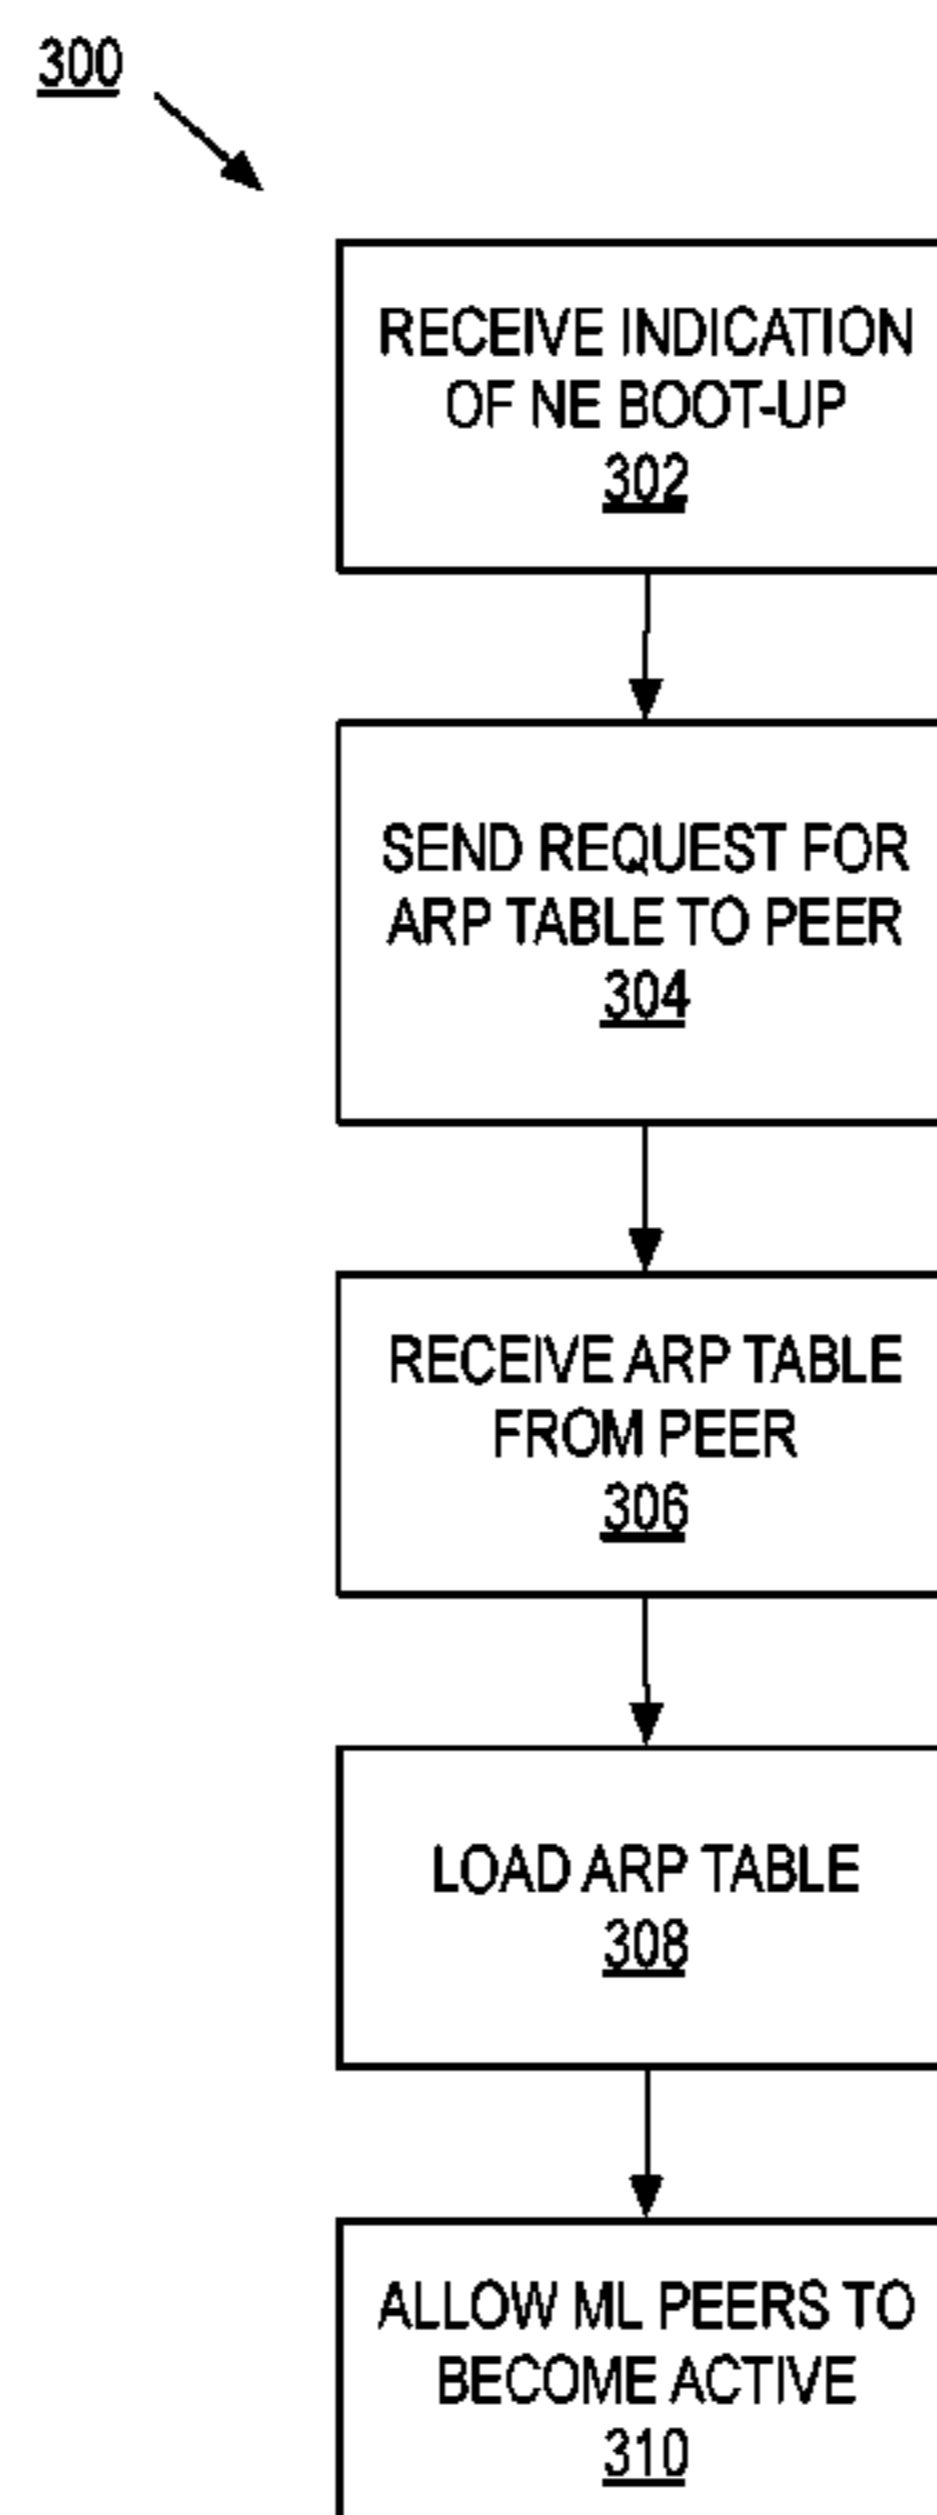 300
RECEIVE INDICATION
OF NE BOOT-UP
302
SEND REQUEST FOR
ARP TABLE TO PEER
304
RECEIVE ARP TABLE
FROM PEER
306
LOAD ARP TABLE
308
ALLOW ML PEERS TO
BECOME ACTIVE
310